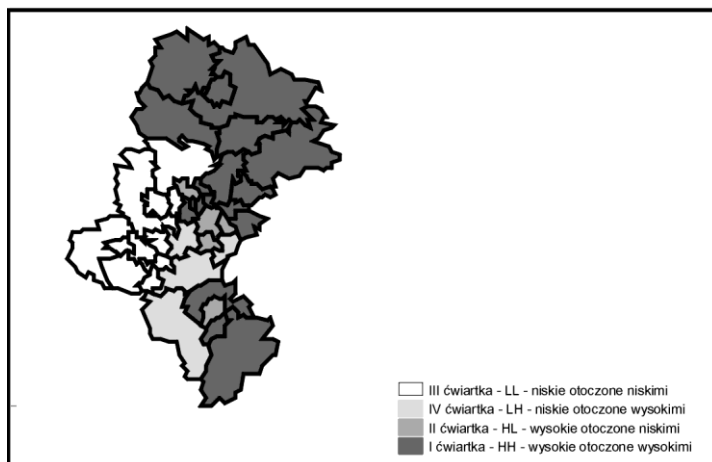 III ćwiartka - LL - niskie otoczone niskimi
IV ćwiartka - LH - niskie otoczone wysokimi
II ćwiartka - HL - wysokie otoczone niskimi
I ćwiartka - HH - wysokie otoczone wysokimi